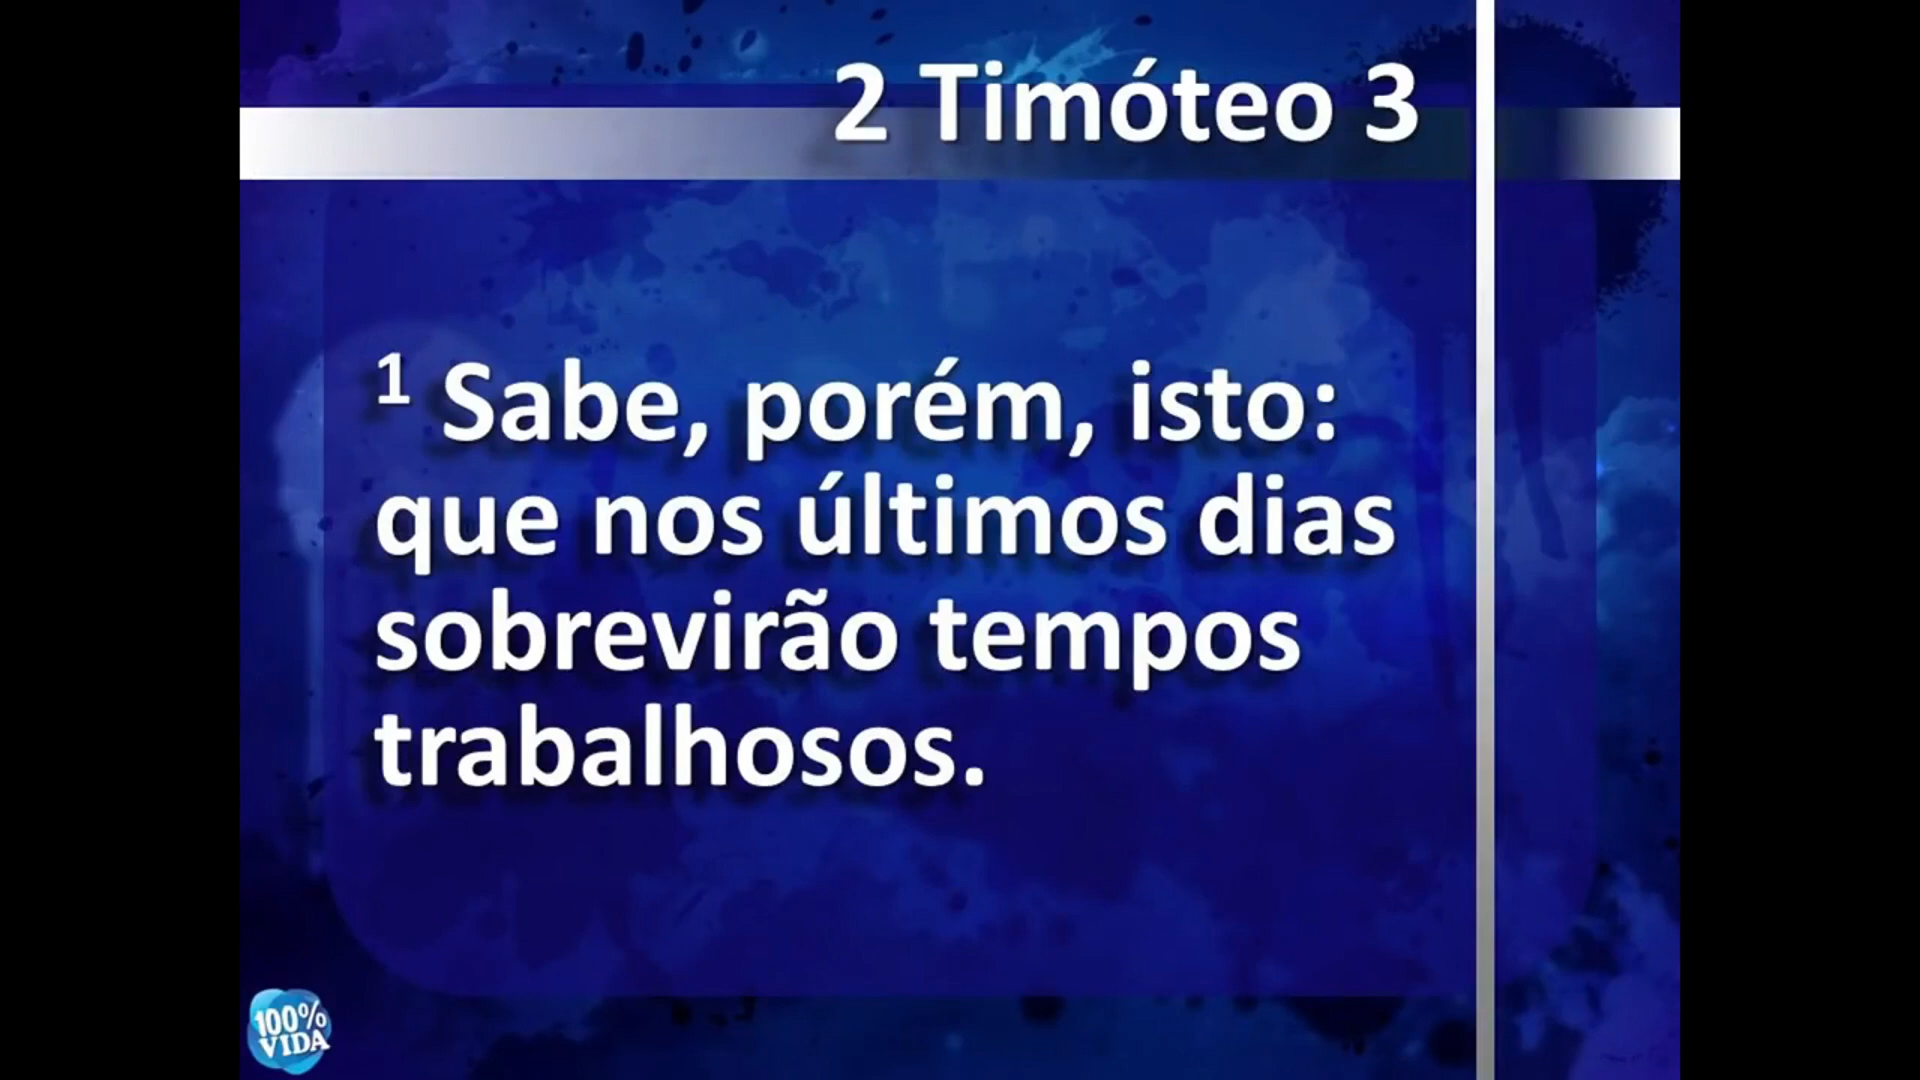 2 Timóteo 3
1 Sabe, porém, isto:
que nos últimos dias
sobrevirão tempos
trabalhosos.
100%
VIDA